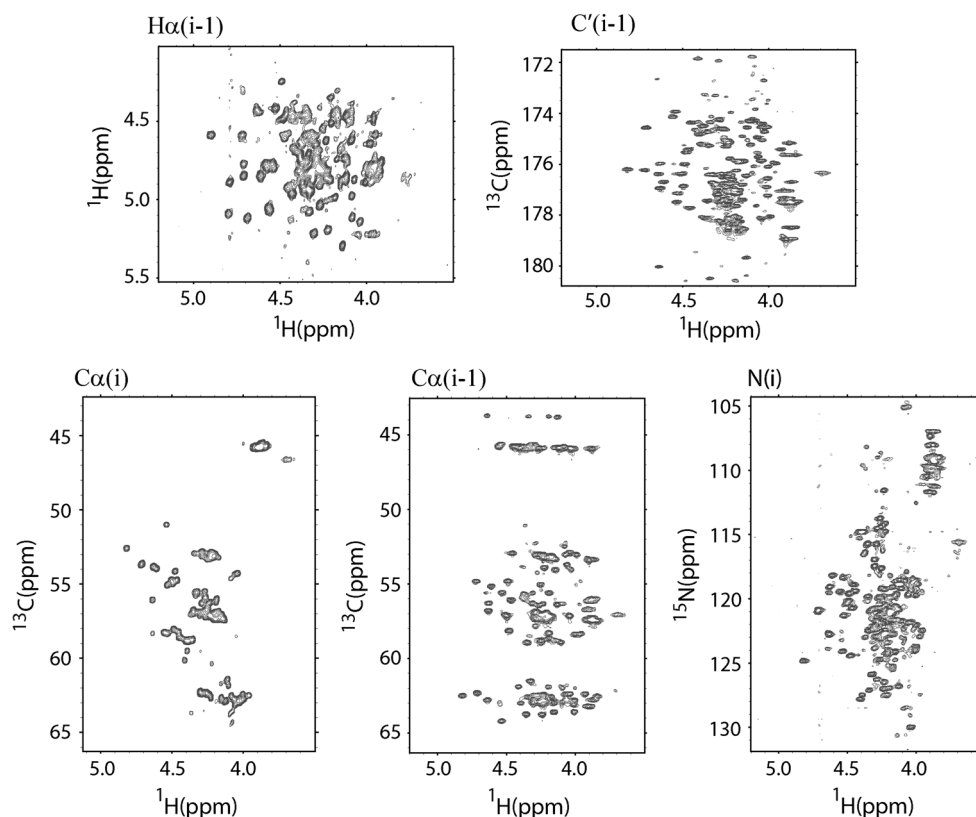 Hα(i-1)
C′(i-1)
4.5
5.0
5.5
¹H(ppm)
5.0 4.5 4.0
¹H(ppm)
172
174
176
178
180
¹³C(ppm)
5.0 4.5 4.0
¹H(ppm)
Cα(i)
Cα(i-1)
N(i)
45
50
55
60
65
¹³C(ppm)
5.0 4.5 4.0
¹H(ppm)
45
50
55
60
65
¹³C(ppm)
5.0 4.5 4.0
¹H(ppm)
105
110
115
120
125
130
¹⁵N(ppm)
5.0 4.5 4.0
¹H(ppm)